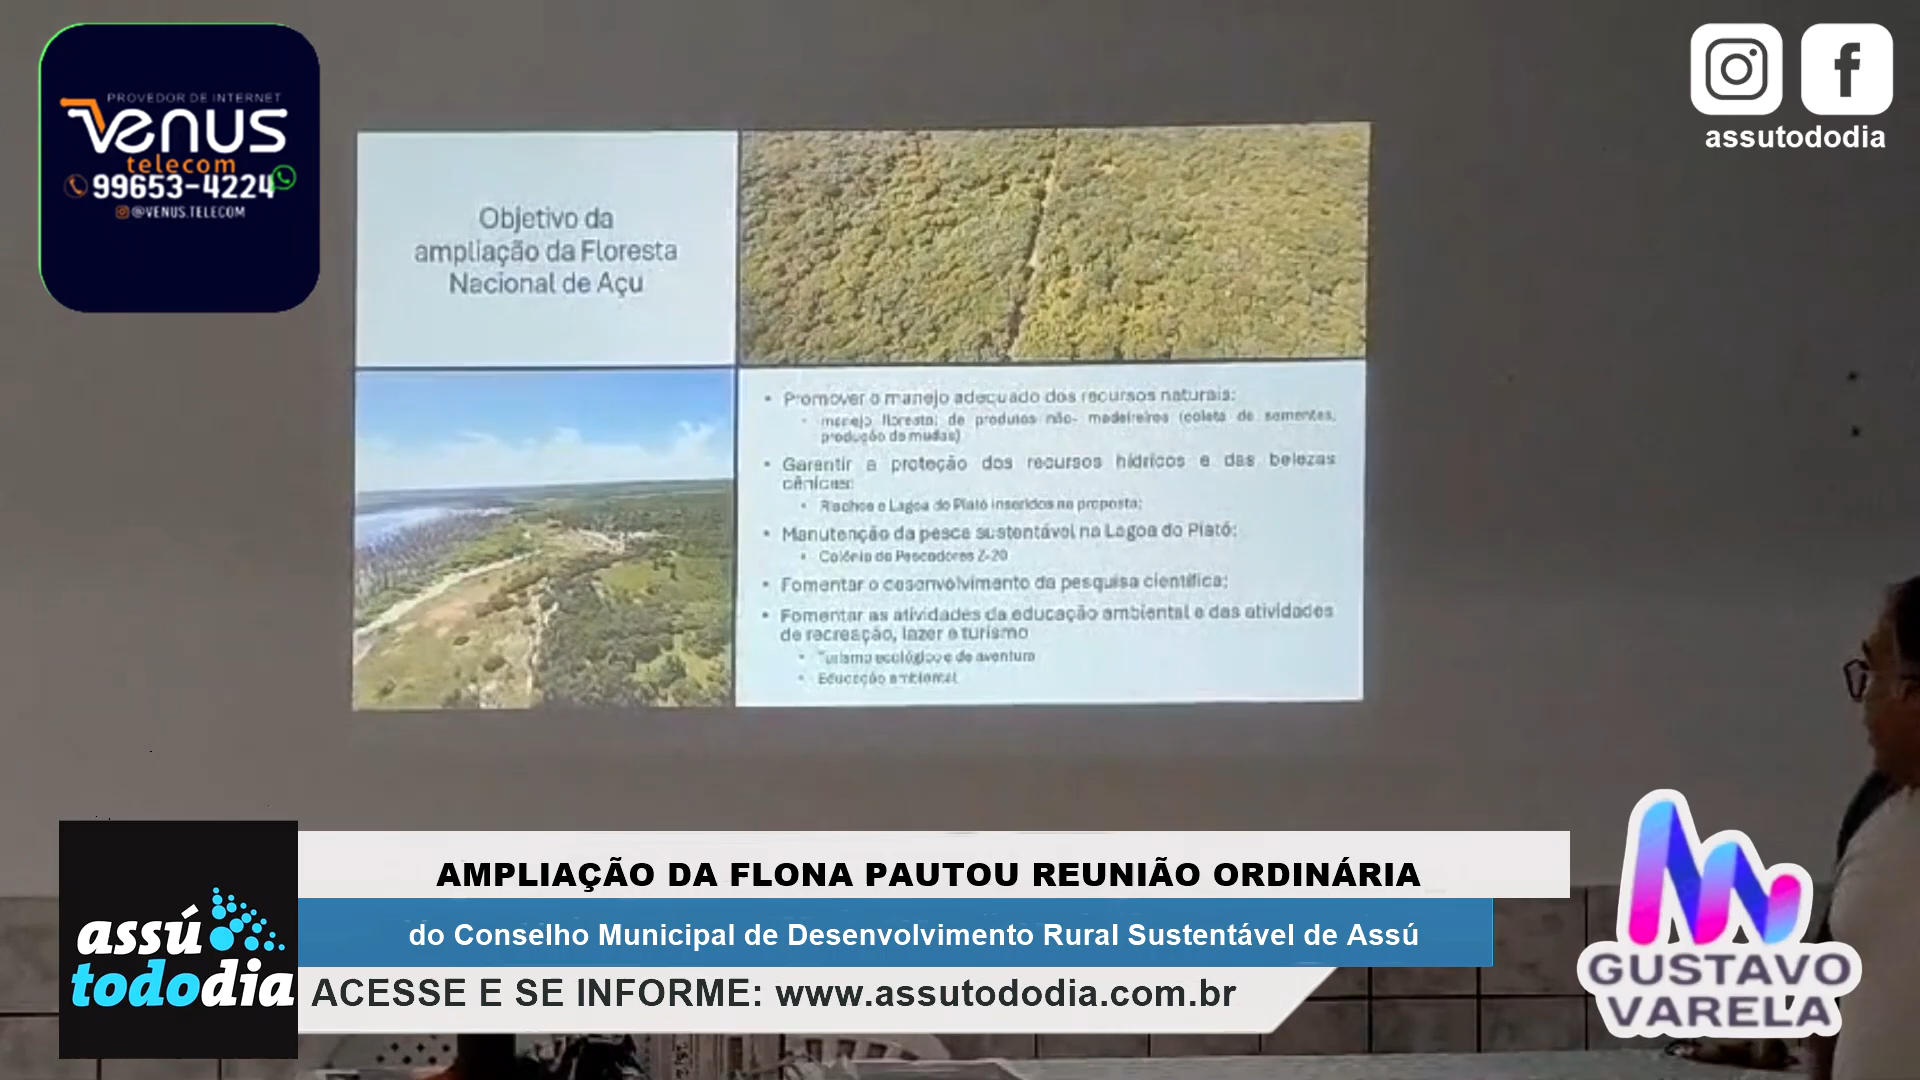 PROVEDOR DE INTERNET
Venus
telecom
99653-4224
@VENUS.TELECOM
assutododia
Objetivo da
ampliação da Floresta
Nacional de Açu
• Promover o manejo adequado dos recursos naturais:
• manejo florestal de produtos não- madeireiros (coleta de sementes,
produção de mudas)
• Garantir a proteção dos recursos hídricos e das belezas
cênicas:
• Riachos e Lagoa do Piató inseridos na proposta;
• Manutenção da pesca sustentável na Lagoa do Piató;
• Colônia de Pescadores Z-20
• Fomentar o desenvolvimento da pesquisa científica;
• Fomentar as atividades da educação ambiental e das atividades
de recreação, lazer e turismo
• Turismo ecológico e de aventura
• Educação ambiental
AMPLIAÇÃO DA FLONA PAUTOU REUNIÃO ORDINÁRIA
do Conselho Municipal de Desenvolvimento Rural Sustentável de Assú
assú
tododia
ACESSE E SE INFORME: www.assutododia.com.br
GUSTAVO
VARELA